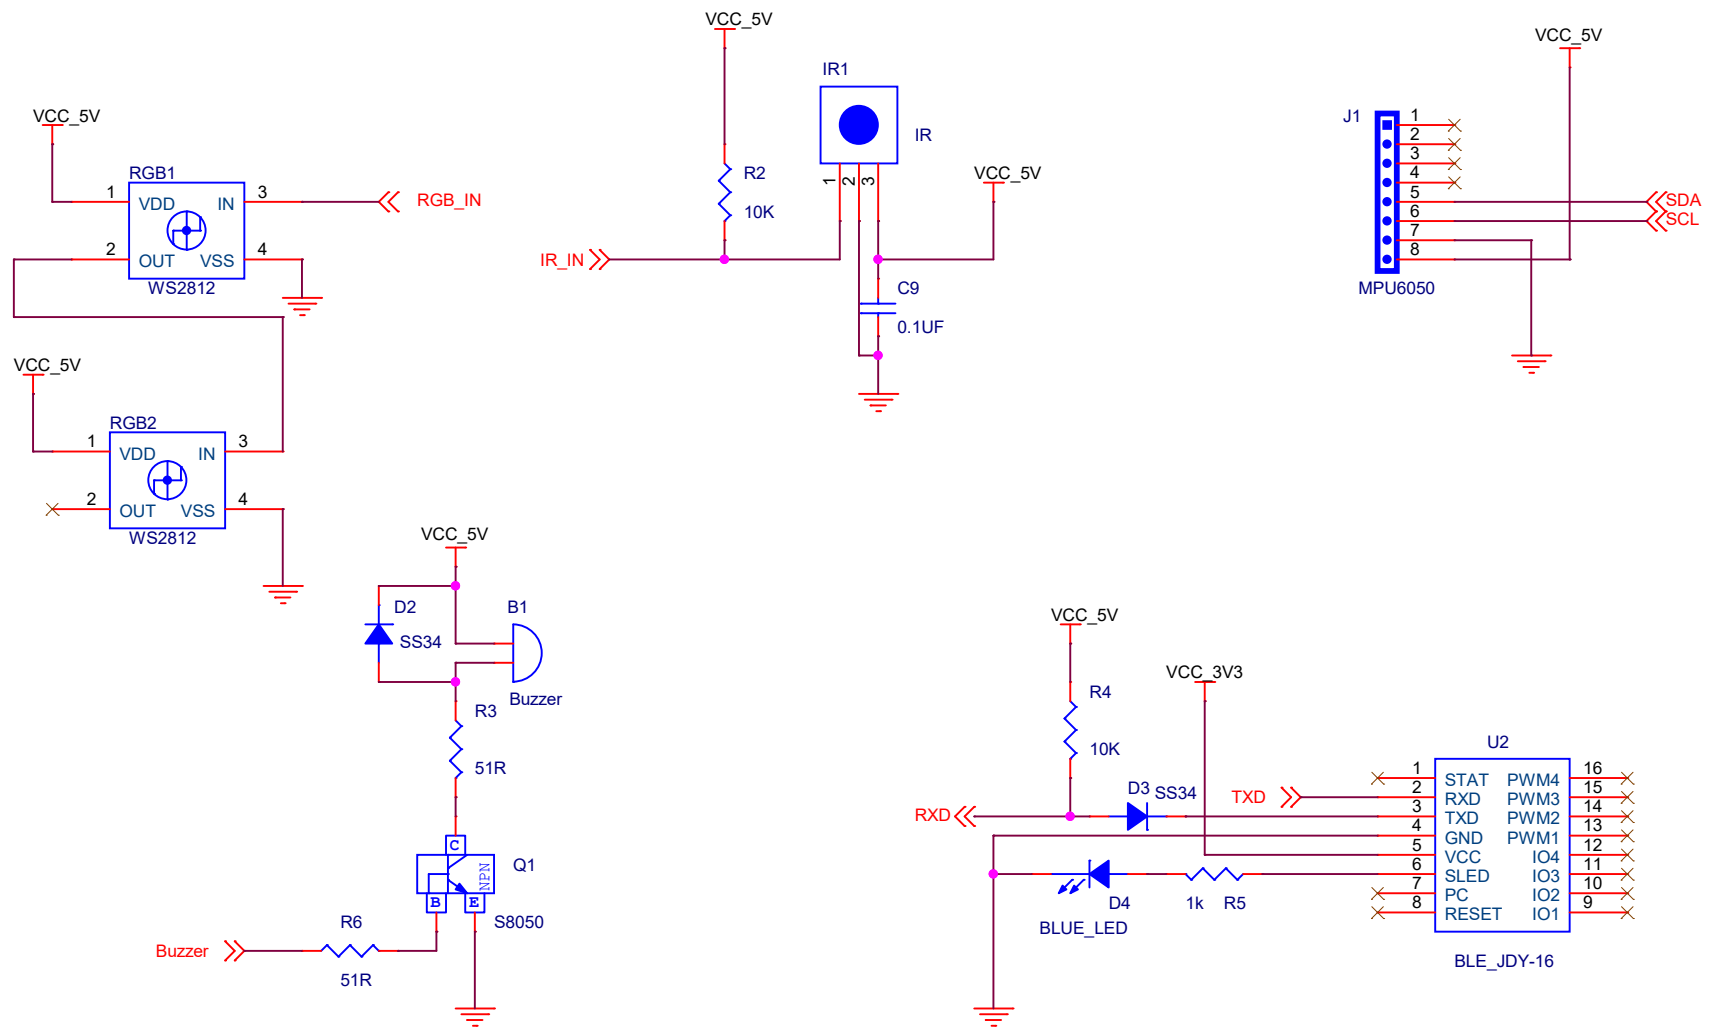 VCC_5V
RGB1
1
VDD
IN
3
RGB_IN
2
OUT
VSS
4
WS2812
VCC_5V
RGB2
1
VDD
IN
3
2
OUT
VSS
4
WS2812
VCC_5V
IR1
IR
R2
10K
1
2
3
VCC_5V
IR_IN
C9
0.1UF
VCC_5V
J1
1
2
3
4
5
6
7
8
SDA
SCL
MPU6050
VCC_5V
D2
SS34
B1
Buzzer
R3
51R
C
NPN
Q1
B
E
S8050
R6
Buzzer
51R
VCC_5V
R4
10K
VCC_3V3
RXD
D3
SS34
TXD
D4
BLUE_LED
1k
R5
U2
1
STAT
PWM4
16
2
RXD
PWM3
15
3
TXD
PWM2
14
4
GND
PWM1
13
5
VCC
IO4
12
6
SLED
IO3
11
7
PC
IO2
10
8
RESET
IO1
9
BLE_JDY-16